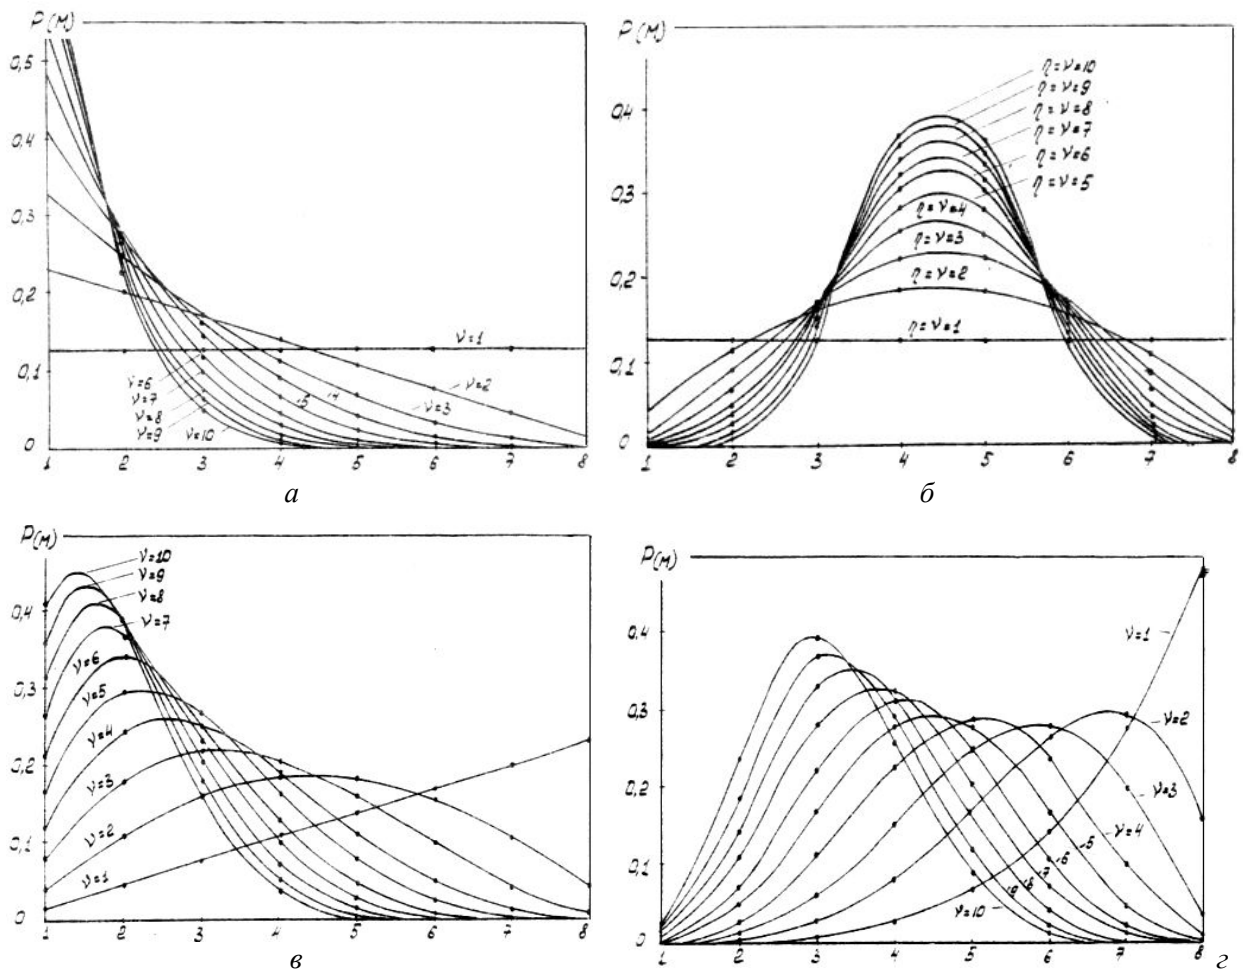 P(м)
0,5
0,4
0,3
0,2
0,1
0
ν=1
ν=2
ν=3
4
5
ν=6
ν=7
ν=8
ν=9
ν=10
1 2 3 4 5 6 7 8
а
P(м)
0,4
0,3
0,2
0,1
0
η=ν=10
η=ν=9
η=ν=8
η=ν=7
η=ν=6
η=ν=5
η=ν=4
η=ν=3
η=ν=2
η=ν=1
1 2 3 4 5 6 7 8
б
P(м)
0,4
0,3
0,2
0,1
0
ν=10
ν=9
ν=8
ν=7
ν=6
ν=5
ν=4
ν=3
ν=2
ν=1
1 2 3 4 5 6 7 8
в
P(м)
0,4
0,3
0,2
0,1
0
ν=1
ν=2
ν=3
ν=4
5
6
7
8
9
ν=10
1 2 3 4 5 6 7 8
г